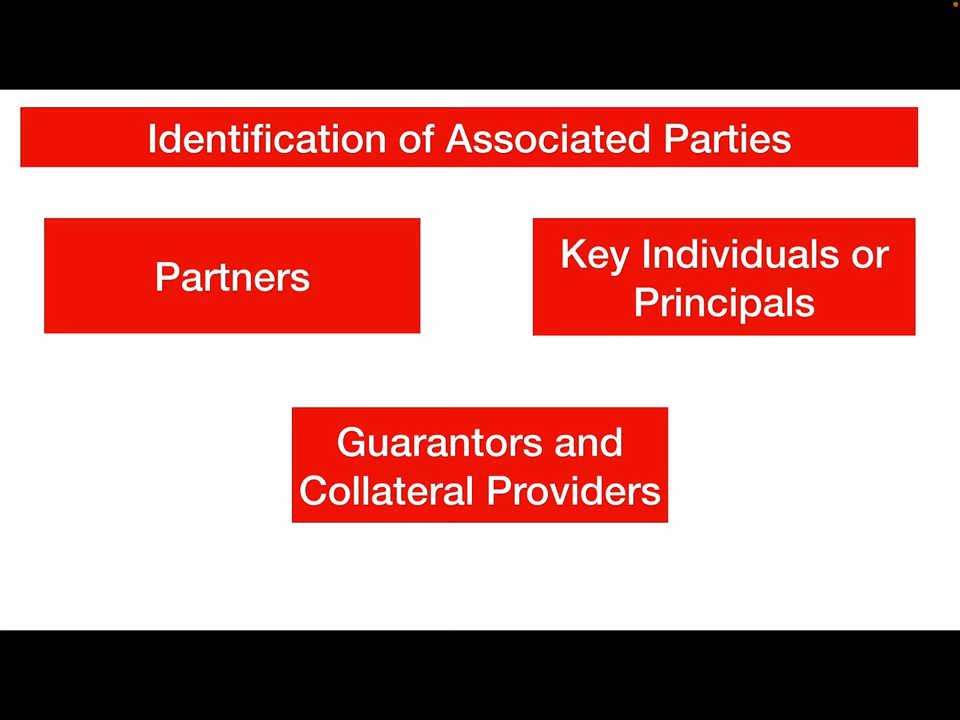 Identification of Associated Parties
Partners
Key Individuals or
Principals
Guarantors and
Collateral Providers